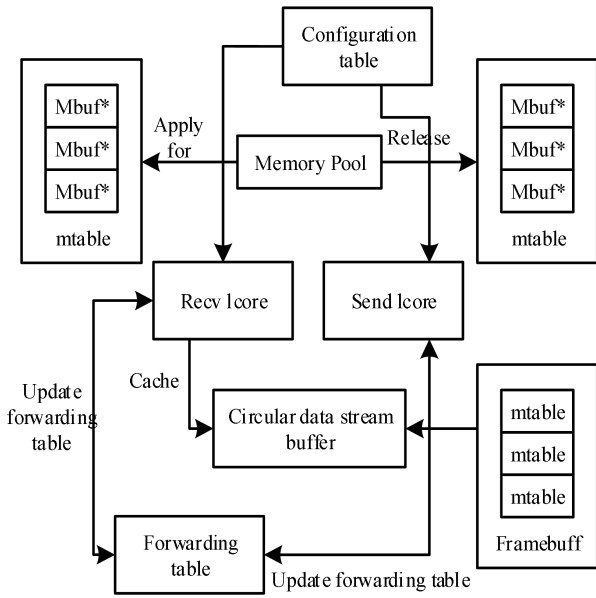 Configuration
table
Mbuf*
Mbuf*
Mbuf*
mtable
Apply
for
Memory Pool
Release
Mbuf*
Mbuf*
Mbuf*
mtable
Recv lcore
Send lcore
Cache
Update
forwarding
table
Circular data stream
buffer
mtable
mtable
mtable
Framebuff
Forwarding
table
Update forwarding table